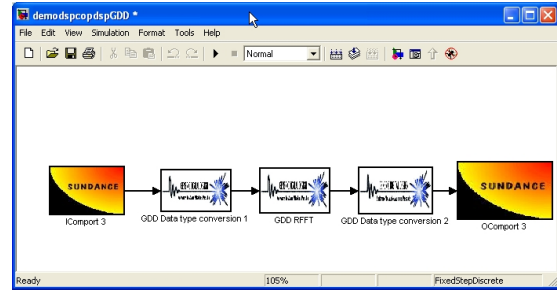 demodspcopdspGDD *
File Edit View Simulation Format Tools Help
Normal
SUNDANCE
SUNDANCE
IComport 3
GDD Data type conversion 1
GDD RFFT
GDD Data type conversion 2
OComport 3
Ready
105%
FixedStepDiscrete